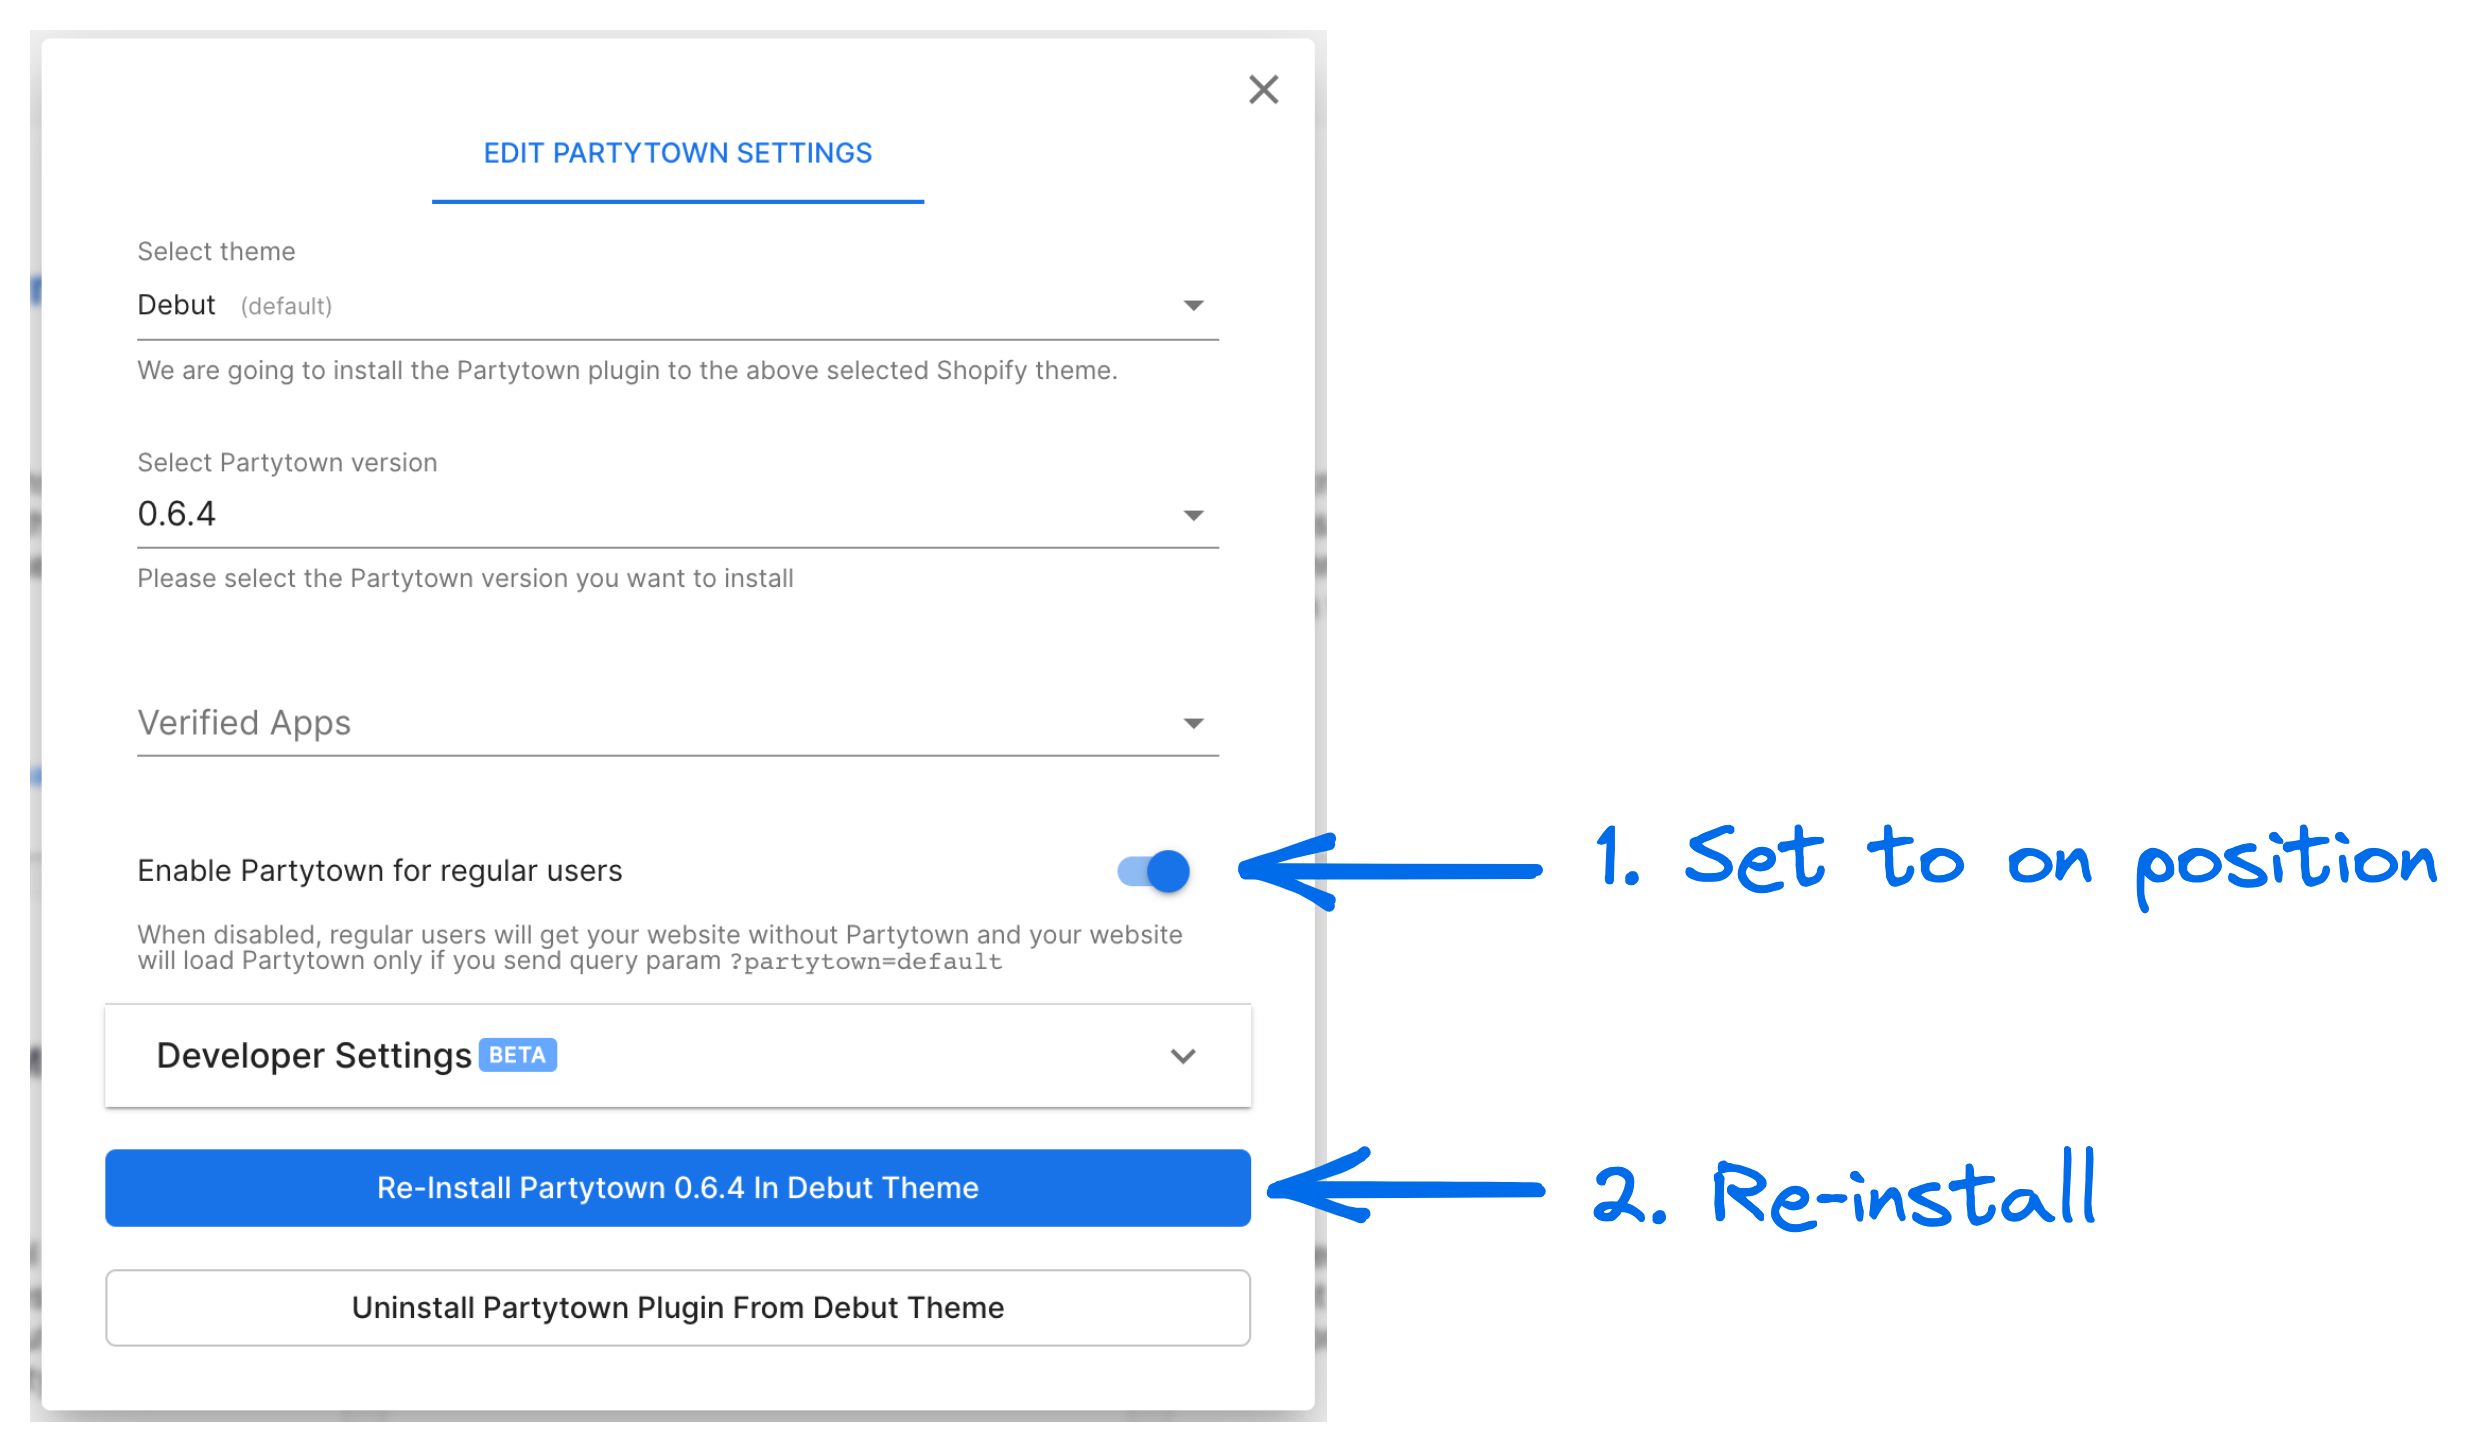 EDIT PARTYTOWN SETTINGS
Select theme
Debut (default)
We are going to install the Partytown plugin to the above selected Shopify theme.
Select Partytown version
0.6.4
Please select the Partytown version you want to install
Verified Apps
Enable Partytown for regular users
1. Set to on position
When disabled, regular users will get your website without Partytown and your website
will load Partytown only if you send query param ?partytown=default
Developer Settings BETA
Re-Install Partytown 0.6.4 In Debut Theme
2. Re-install
Uninstall Partytown Plugin From Debut Theme